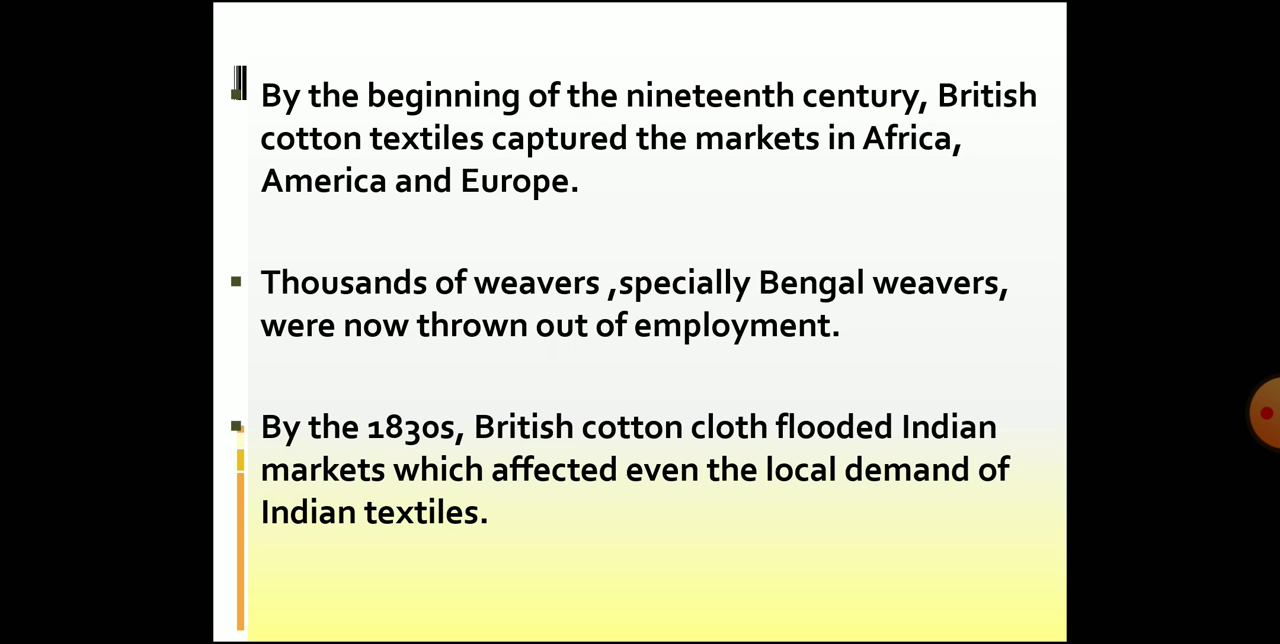 By the beginning of the nineteenth century, British
cotton textiles captured the markets in Africa,
America and Europe.
Thousands of weavers ,specially Bengal weavers,
were now thrown out of employment.
By the 1830s, British cotton cloth flooded Indian
markets which affected even the local demand of
Indian textiles.